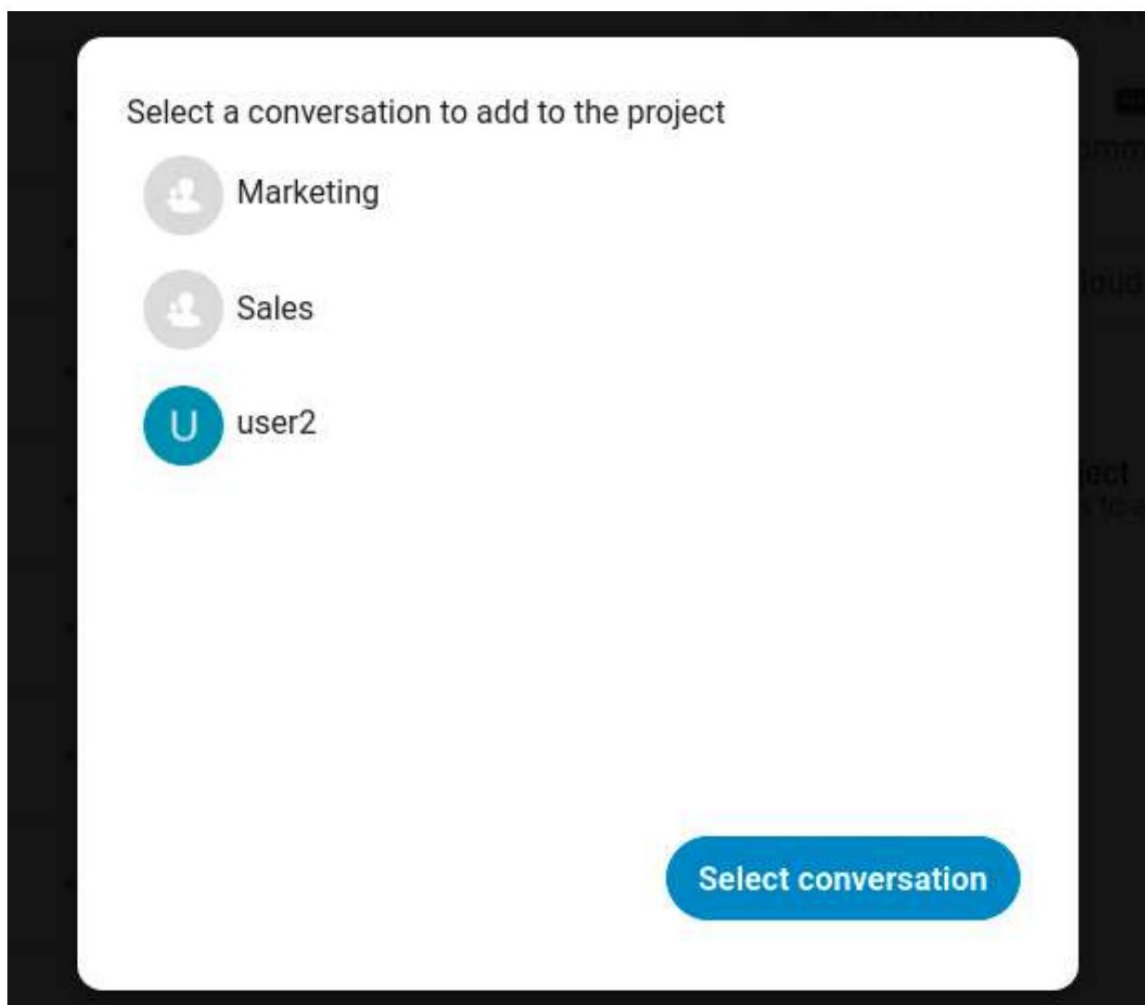 Select a conversation to add to the project
Marketing
Sales
U
user2
Select conversation